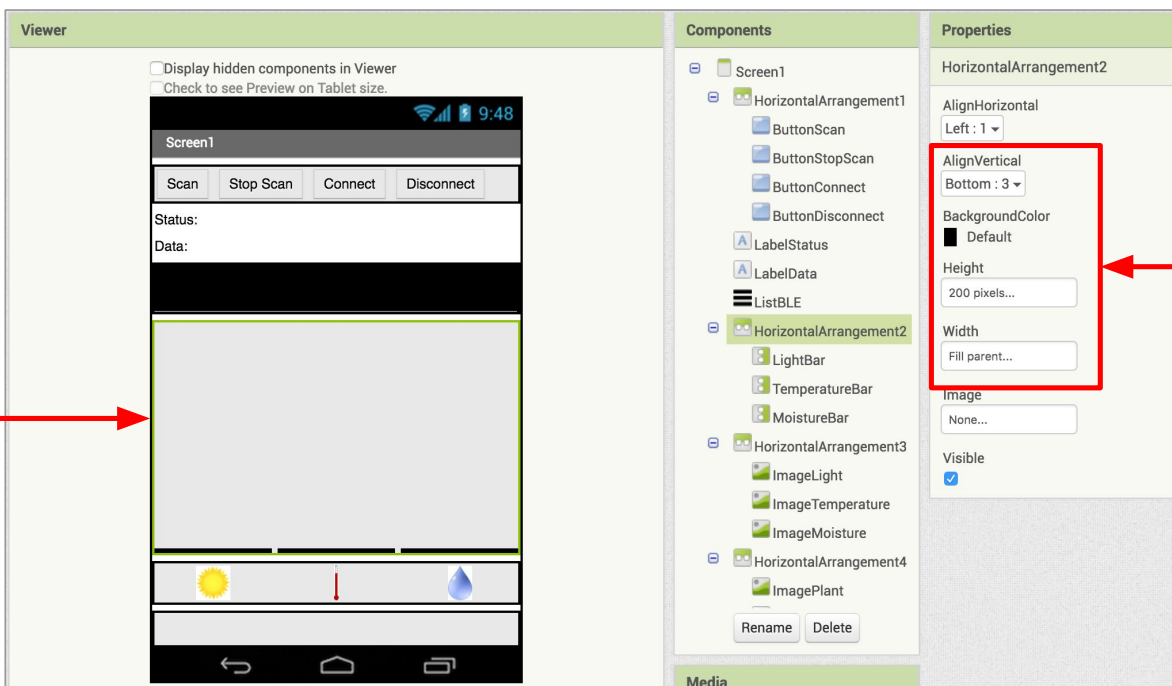 Viewer
Display hidden components in Viewer
Check to see Preview on Tablet size.
9:48
Screen1
Scan
Stop Scan
Connect
Disconnect
Status:
Data:
Components
Screen1
HorizontalArrangement1
ButtonScan
ButtonStopScan
ButtonConnect
ButtonDisconnect
A LabelStatus
A LabelData
ListBLE
HorizontalArrangement2
LightBar
TemperatureBar
MoistureBar
HorizontalArrangement3
ImageLight
ImageTemperature
ImageMoisture
HorizontalArrangement4
ImagePlant
Rename
Delete
Media
Properties
HorizontalArrangement2
AlignHorizontal
Left : 1
AlignVertical
Bottom : 3
BackgroundColor
Default
Height
200 pixels...
Width
Fill parent...
Image
None...
Visible